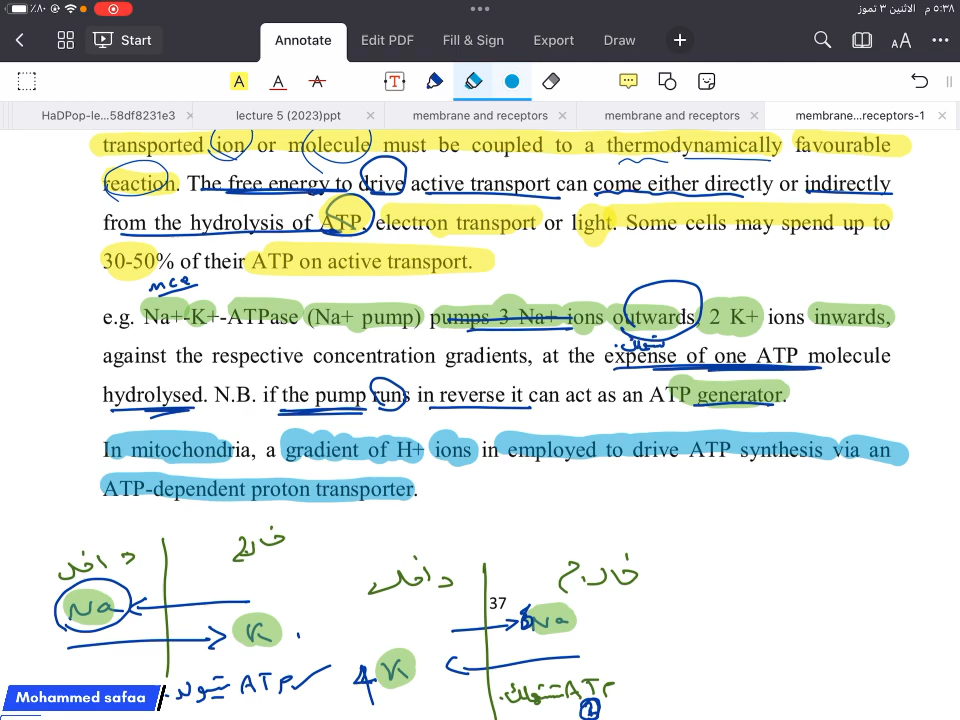 ٪٨٠
٥:٣٨ م الاثنين ٣ تموز
Start
Annotate
Edit PDF
Fill & Sign
Export
Draw
HaDPop-le...58df8231e3
lecture 5 (2023)ppt
membrane and receptors
membrane and receptors
membrane...receptors-1
transported ion or molecule must be coupled to a thermodynamically favourable
reaction. The free energy to drive active transport can come either directly or indirectly
from the hydrolysis of ATP, electron transport or light. Some cells may spend up to
30-50% of their ATP on active transport.
mcq
e.g. Na+-K+-ATPase (Na+ pump) pumps 3 Na+ ions outwards, 2 K+ ions inwards,
against the respective concentration gradients, at the expense of one ATP molecule
hydrolysed. N.B. if the pump runs in reverse it can act as an ATP generator.
In mitochondria, a gradient of H+ ions in employed to drive ATP synthesis via an
ATP-dependent proton transporter.
داخل خارج
Na
K
ATP
داخل خارج
37
Na
K
ATP تستهلك
Mohammed safaa